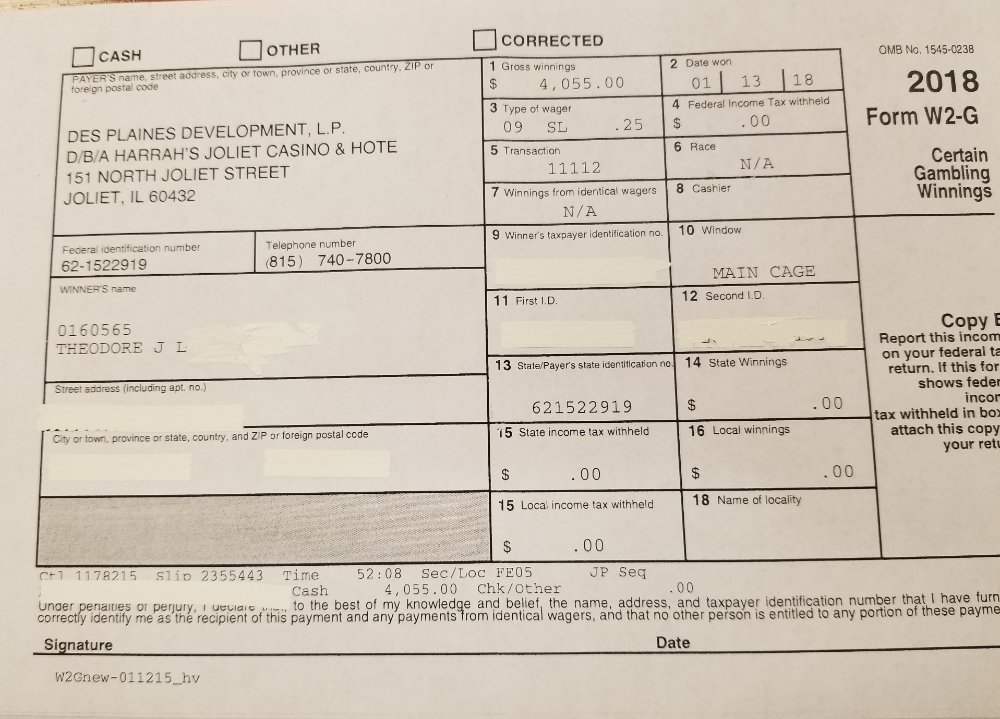 CASH
OTHER
CORRECTED
OMB No. 1545-0238
PAYER'S name, street address, city or town, province or state, country, ZIP or
foreign postal code
DES PLAINES DEVELOPMENT, L.P.
D/B/A HARRAH'S JOLIET CASINO & HOTE
151 NORTH JOLIET STREET
JOLIET, IL 60432
1 Gross winnings
$ 4,055.00
2 Date won
01 13 18
3 Type of wager
09 SL .25
4 Federal Income Tax withheld
$ .00
5 Transaction
11112
6 Race
N/A
7 Winnings from identical wagers
N/A
8 Cashier
2018
Form W2-G
Certain
Gambling
Winnings
Federal identification number
62-1522919
Telephone number
(815) 740-7800
9 Winner's taxpayer identification no.
10 Window
MAIN CAGE
WINNER'S name
0160565
THEODORE J L
11 First I.D.
12 Second I.D.
Street address (including apt. no.)
13 State/Payer's state identification no.
621522919
14 State Winnings
$ .00
City or town, province or state, country, and ZIP or foreign postal code
15 State income tax withheld
$ .00
16 Local winnings
$ .00
15 Local income tax withheld
$ .00
18 Name of locality
Copy
Report this incom
on your federal ta
return. If this for
shows feder
incor
tax withheld in box
attach this copy
your retu
Ctl 1178215 Slip 2355443 Time 52:08 Sec/Loc FE05 JP Seq
Cash 4,055.00 Chk/Other .00
Under penalties of perjury, I declare to the best of my knowledge and belief, the name, address, and taxpayer identification number that I have furn
correctly identify me as the recipient of this payment and any payments from identical wagers, and that no other person is entitled to any portion of these payme
Signature
Date
W2Gnew-011215_hv